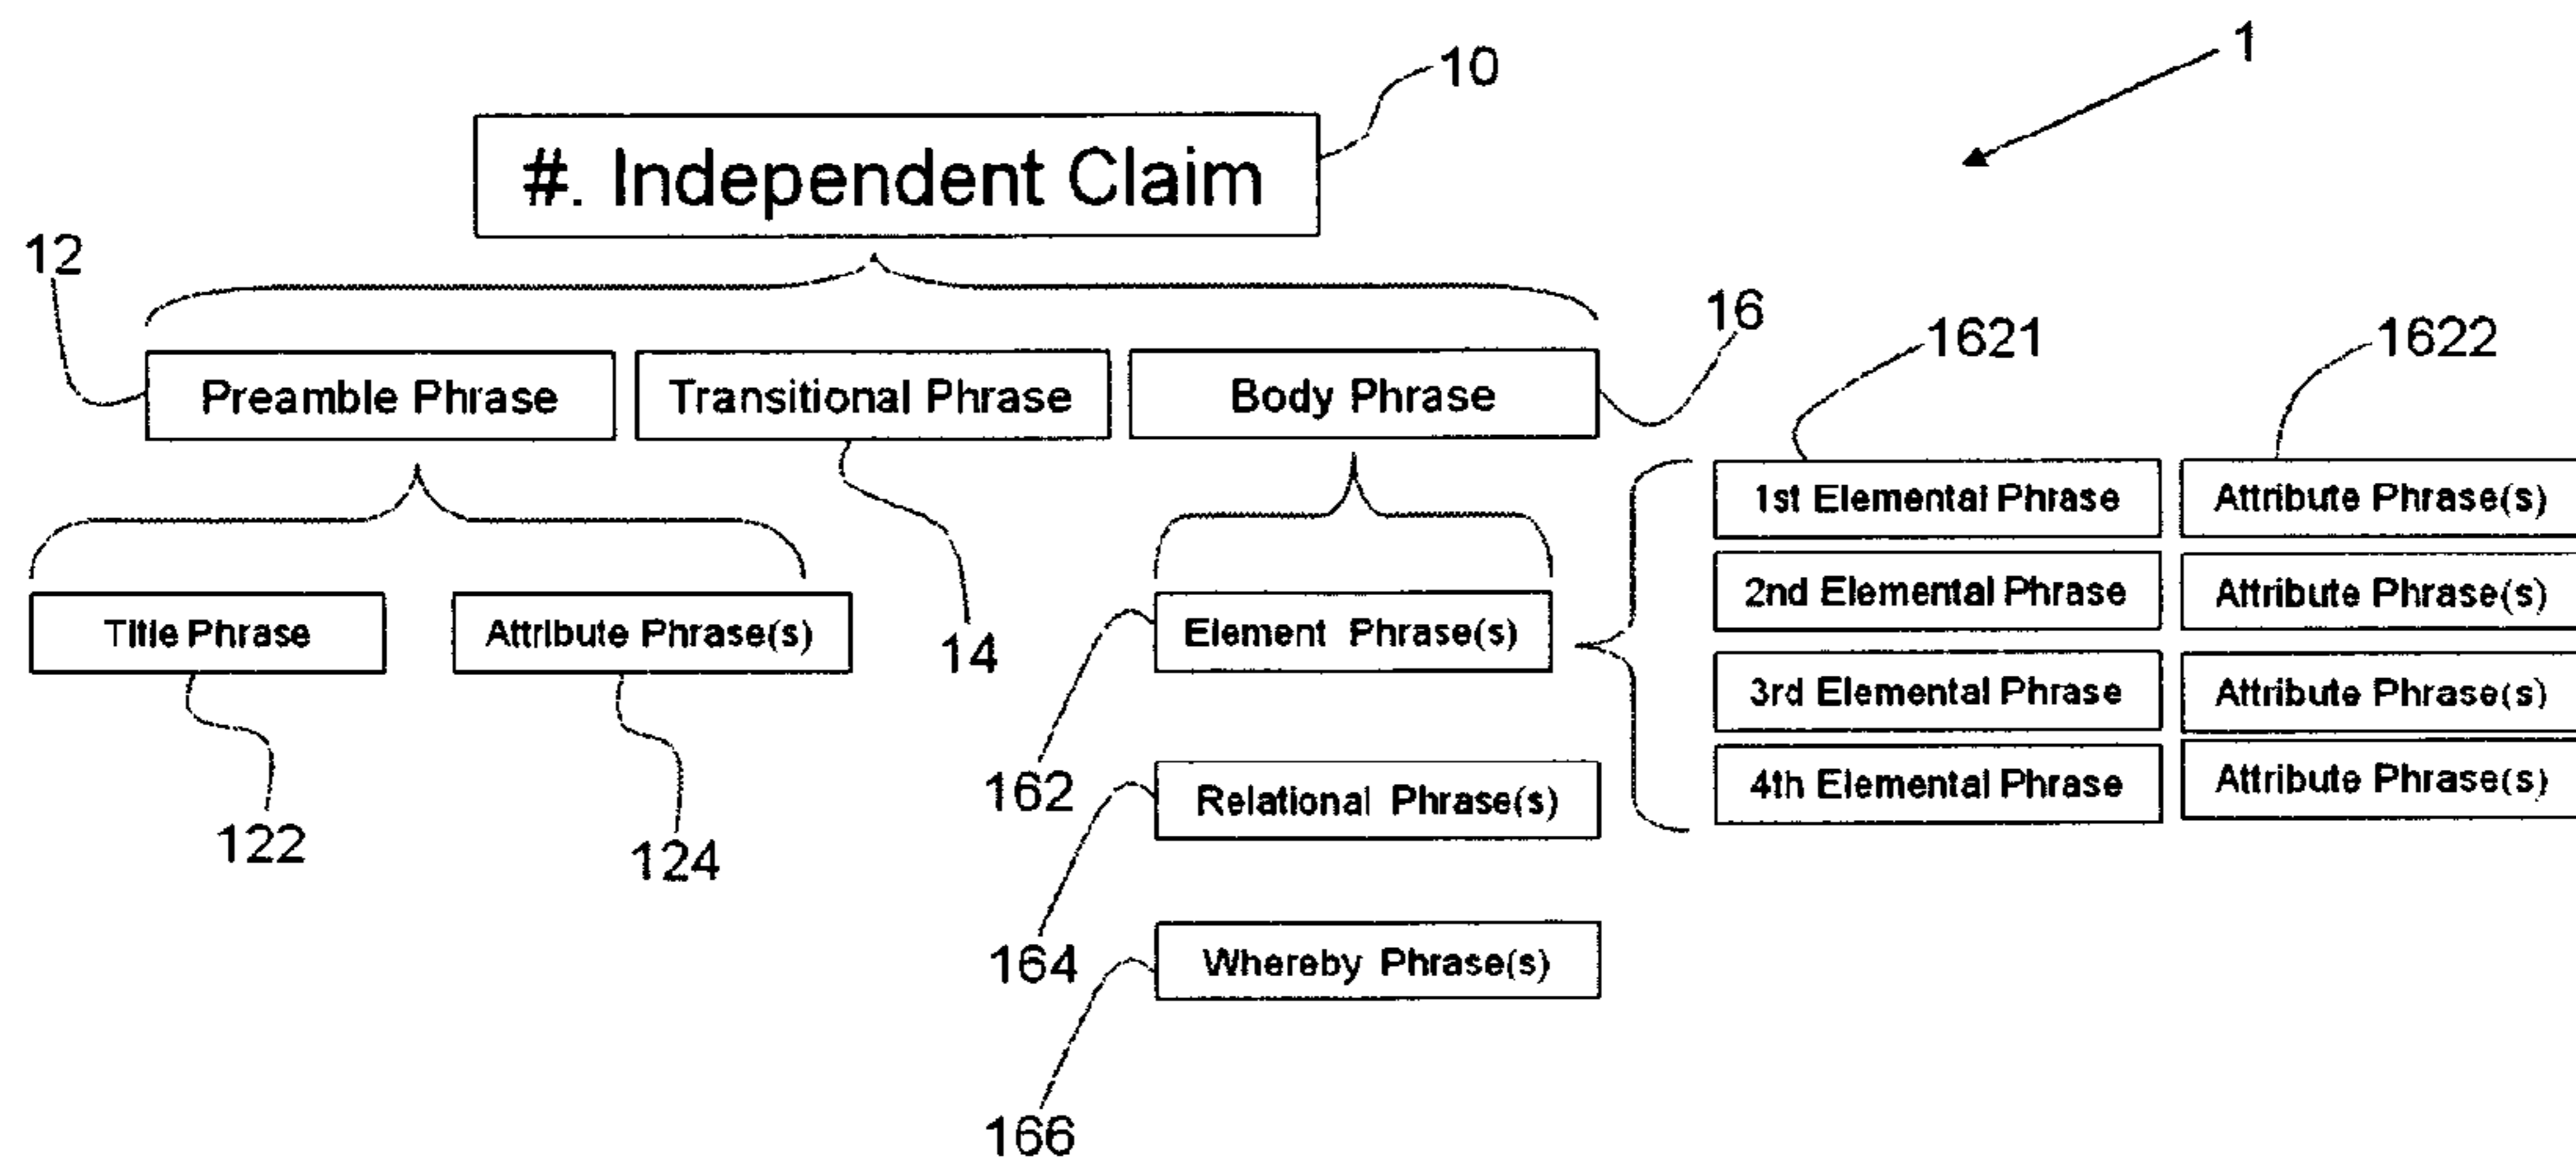 1
10
#. Independent Claim
12
16
1621
1622
Preamble Phrase
Transitional Phrase
Body Phrase
1st Elemental Phrase
Attribute Phrase(s)
2nd Elemental Phrase
Attribute Phrase(s)
Title Phrase
Attribute Phrase(s)
14
Element Phrase(s)
3rd Elemental Phrase
Attribute Phrase(s)
4th Elemental Phrase
Attribute Phrase(s)
122
124
162
Relational Phrase(s)
164
Whereby Phrase(s)
166